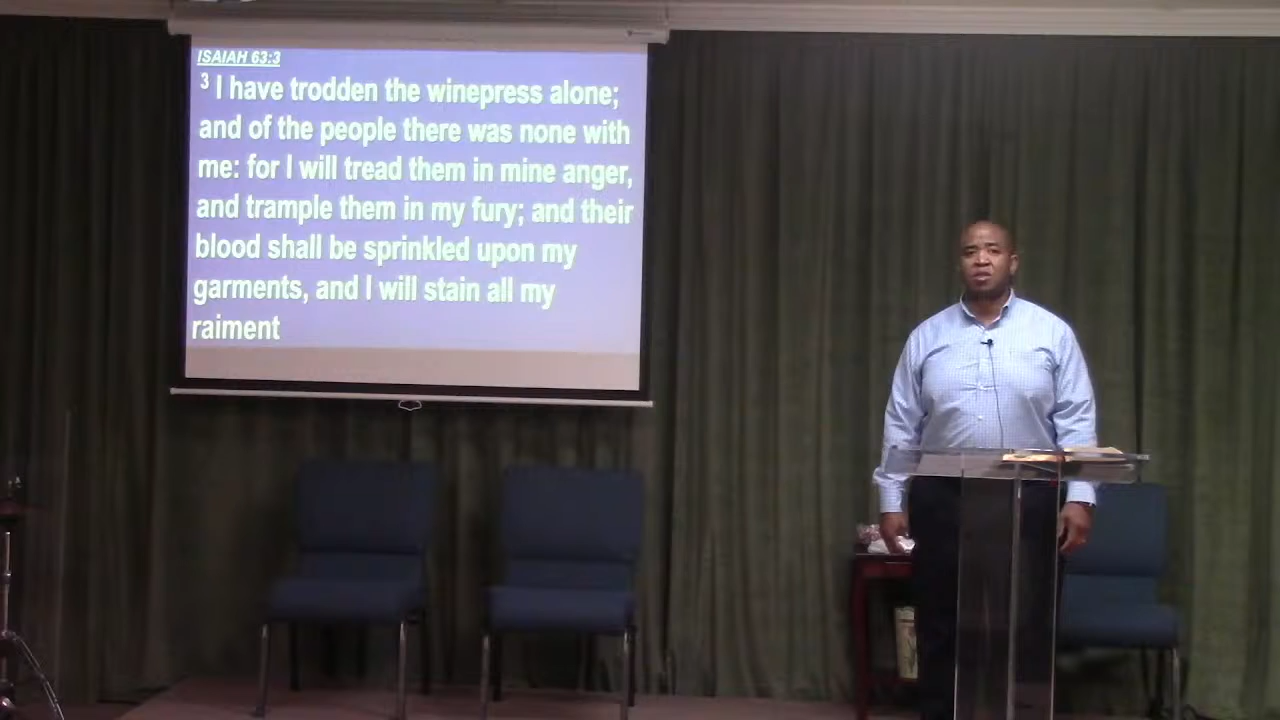 ISAIAH 63:3
3 I have trodden the winepress alone;
and of the people there was none with
me: for I will tread them in mine anger,
and trample them in my fury; and their
blood shall be sprinkled upon my
garments, and I will stain all my
raiment